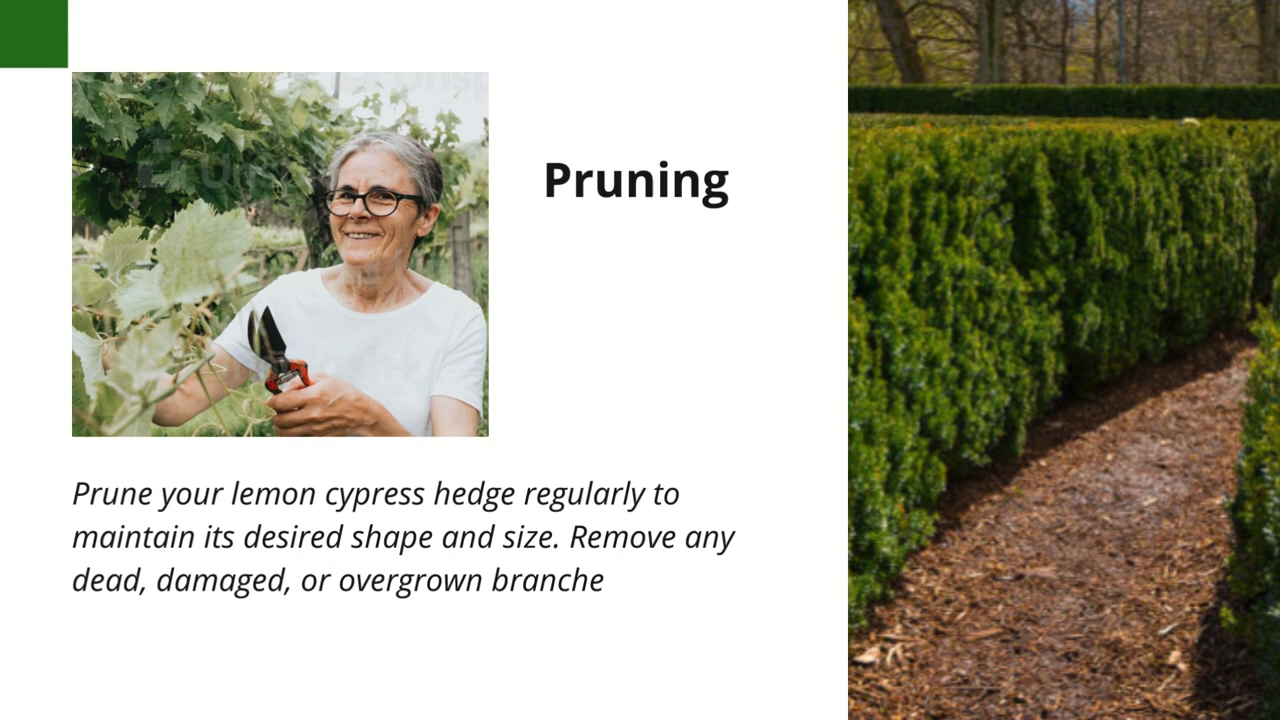 Pruning
Prune your lemon cypress hedge regularly to
maintain its desired shape and size. Remove any
dead, damaged, or overgrown branche